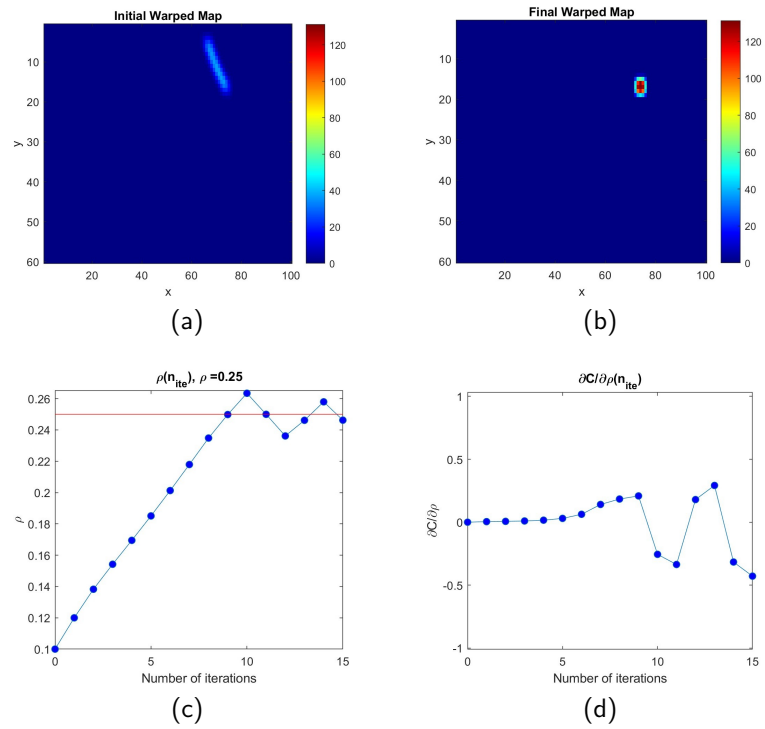 Initial Warped Map
10
20
30
40
50
60
y
20 40 60 80 100
x
120
100
80
60
40
20
0
(a)
Final Warped Map
10
20
30
40
50
60
y
20 40 60 80 100
x
120
100
80
60
40
20
0
(b)
ρ(n_ite), ρ =0.25
0.26
0.24
0.22
0.2
0.18
0.16
0.14
0.12
0.1
ρ
0 5 10 15
Number of iterations
(c)
∂C/∂ρ(n_ite)
1
0.5
0
-0.5
-1
∂C/∂ρ
0 5 10 15
Number of iterations
(d)